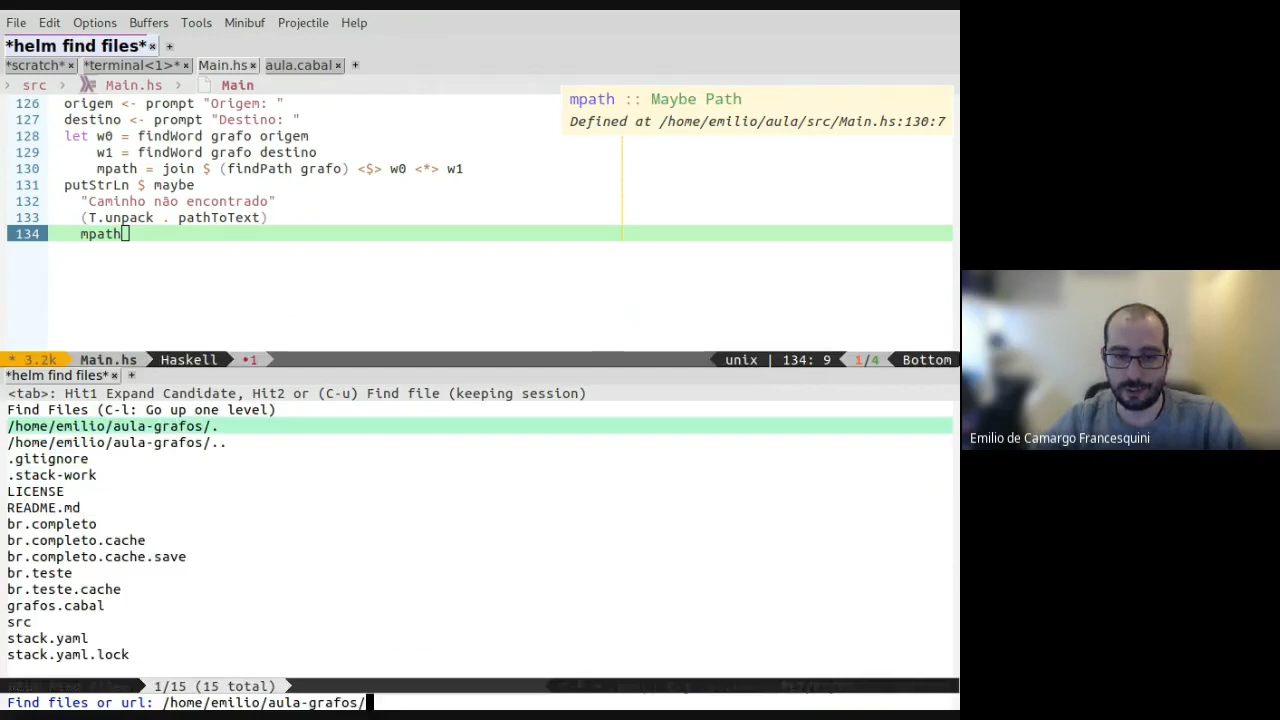 File Edit Options Buffers Tools Minibuf Projectile Help
*helm find files* × +
*scratch* × *terminal<1>* × Main.hs × aula.cabal × +
› src › Main.hs › Main
126 origem <- prompt "Origem: "
127 destino <- prompt "Destino: "
128 let w0 = findWord grafo origem
129 w1 = findWord grafo destino
130 mpath = join $ (findPath grafo) <$> w0 <*> w1
131 putStrLn $ maybe
132 "Caminho não encontrado"
133 (T.unpack . pathToText)
134 mpath
mpath :: Maybe Path
Defined at /home/emilio/aula/src/Main.hs:130:7
* 3.2k Main.hs Haskell •1 unix | 134: 9 1/4 Bottom
*helm find files* × +
<tab>: Hit1 Expand Candidate, Hit2 or (C-u) Find file (keeping session)
Find Files (C-l: Go up one level)
/home/emilio/aula-grafos/.
/home/emilio/aula-grafos/..
.gitignore
.stack-work
LICENSE
README.md
br.completo
br.completo.cache
br.completo.cache.save
br.teste
br.teste.cache
grafos.cabal
src
stack.yaml
stack.yaml.lock
1/15 (15 total)
Find files or url: /home/emilio/aula-grafos/
Emilio de Camargo Francesquini